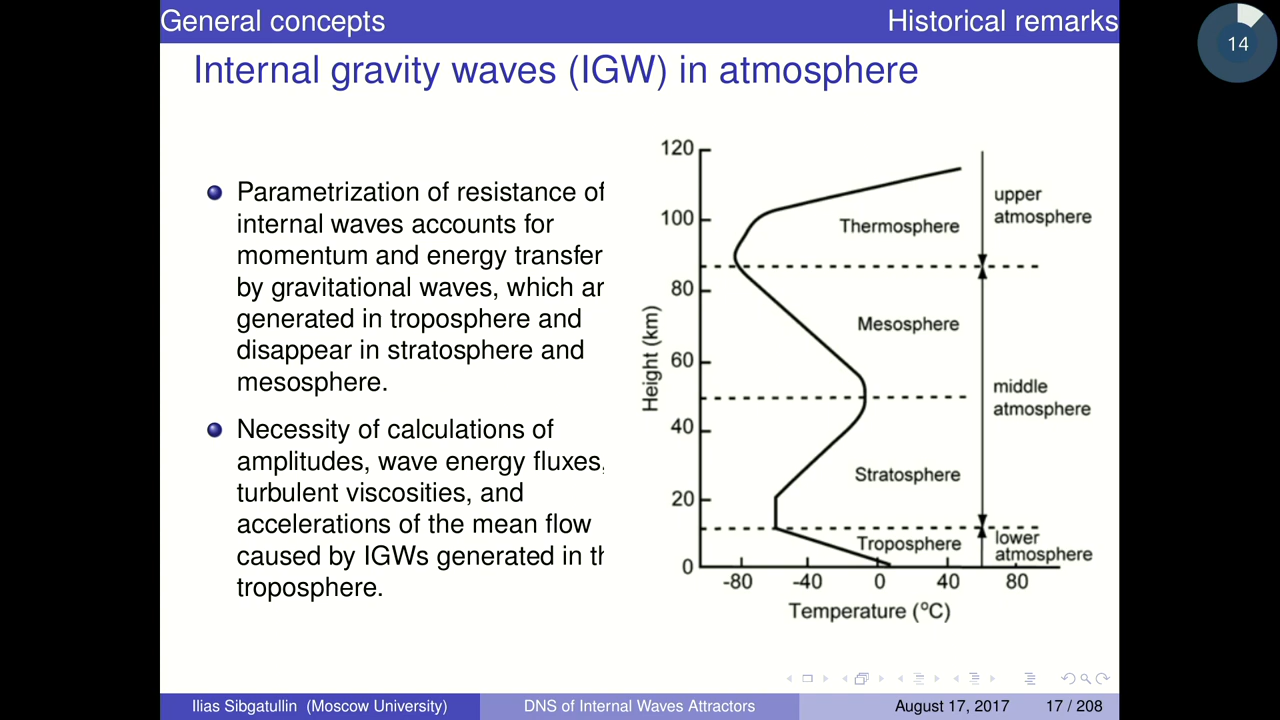 General concepts
Historical remarks
14
Internal gravity waves (IGW) in atmosphere
Parametrization of resistance of
internal waves accounts for
momentum and energy transfer
by gravitational waves, which ar
generated in troposphere and
disappear in stratosphere and
mesosphere.
Necessity of calculations of
amplitudes, wave energy fluxes,
turbulent viscosities, and
accelerations of the mean flow
caused by IGWs generated in th
troposphere.
120
100
80
60
40
20
0
Height (km)
-80 -40 0 40 80
Temperature (°C)
Thermosphere
Mesosphere
Stratosphere
Troposphere
upper
atmosphere
middle
atmosphere
lower
atmosphere
Ilias Sibgatullin (Moscow University)
DNS of Internal Waves Attractors
August 17, 2017
17 / 208